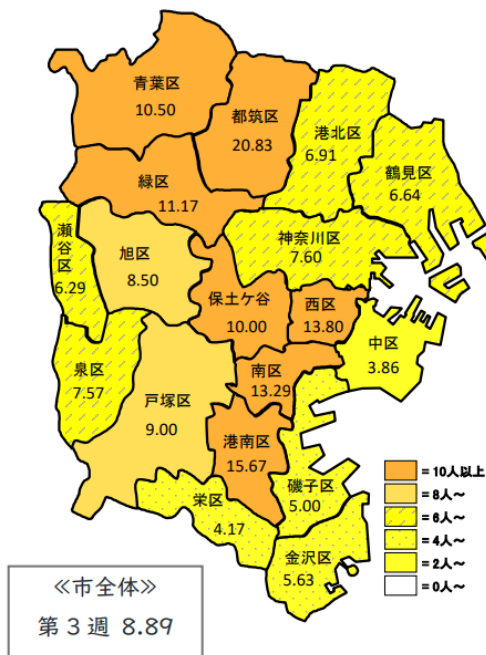 青葉区
10.50
都筑区
20.83
港北区
6.91
鶴見区
6.64
緑区
11.17
瀬谷区
6.29
旭区
8.50
神奈川区
7.60
保土ケ谷
10.00
西区
13.80
中区
3.86
泉区
7.57
戸塚区
9.00
南区
13.29
港南区
15.67
磯子区
5.00
栄区
4.17
金沢区
5.63
=10人以上
=8人～
=6人～
=4人～
=2人～
=0人～
≪市全体≫
第3週 8.89